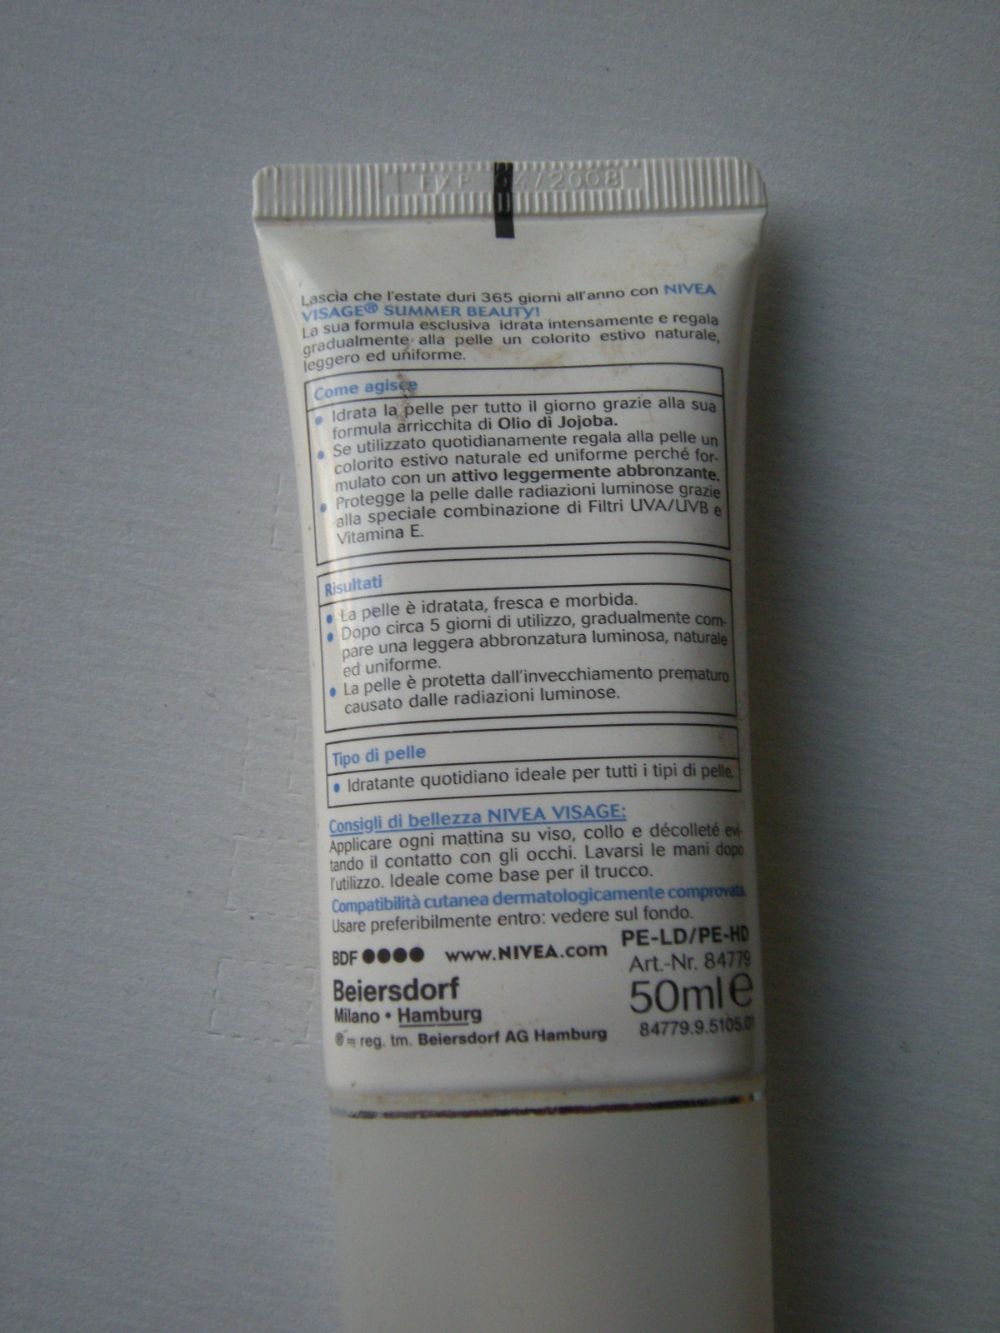 EXP /2008
Lascia che l'estate duri 365 giorni all'anno con NIVEA
VISAGE® SUMMER BEAUTY!
La sua formula esclusiva idrata intensamente e regala
gradualmente alla pelle un colorito estivo naturale,
leggero ed uniforme.
Come agisce
• Idrata la pelle per tutto il giorno grazie alla sua
formula arricchita di Olio di Jojoba.
• Se utilizzato quotidianamente regala alla pelle un
colorito estivo naturale ed uniforme perché for-
mulato con un attivo leggermente abbronzante.
• Protegge la pelle dalle radiazioni luminose grazie
alla speciale combinazione di Filtri UVA/UVB e
Vitamina E.
Risultati
• La pelle è idratata, fresca e morbida.
• Dopo circa 5 giorni di utilizzo, gradualmente com-
pare una leggera abbronzatura luminosa, naturale
ed uniforme.
• La pelle è protetta dall'invecchiamento prematuro
causato dalle radiazioni luminose.
Tipo di pelle
• Idratante quotidiano ideale per tutti i tipi di pelle.
Consigli di bellezza NIVEA VISAGE:
Applicare ogni mattina su viso, collo e décolleté evi-
tando il contatto con gli occhi. Lavarsi le mani dopo
l'utilizzo. Ideale come base per il trucco.
Compatibilità cutanea dermatologicamente comprovata.
Usare preferibilmente entro: vedere sul fondo.
BDF ●●●● www.NIVEA.com PE-LD/PE-HD
Art.-Nr. 84779
Beiersdorf 50ml e
Milano • Hamburg
® = reg. tm. Beiersdorf AG Hamburg 84779.9.5105.01